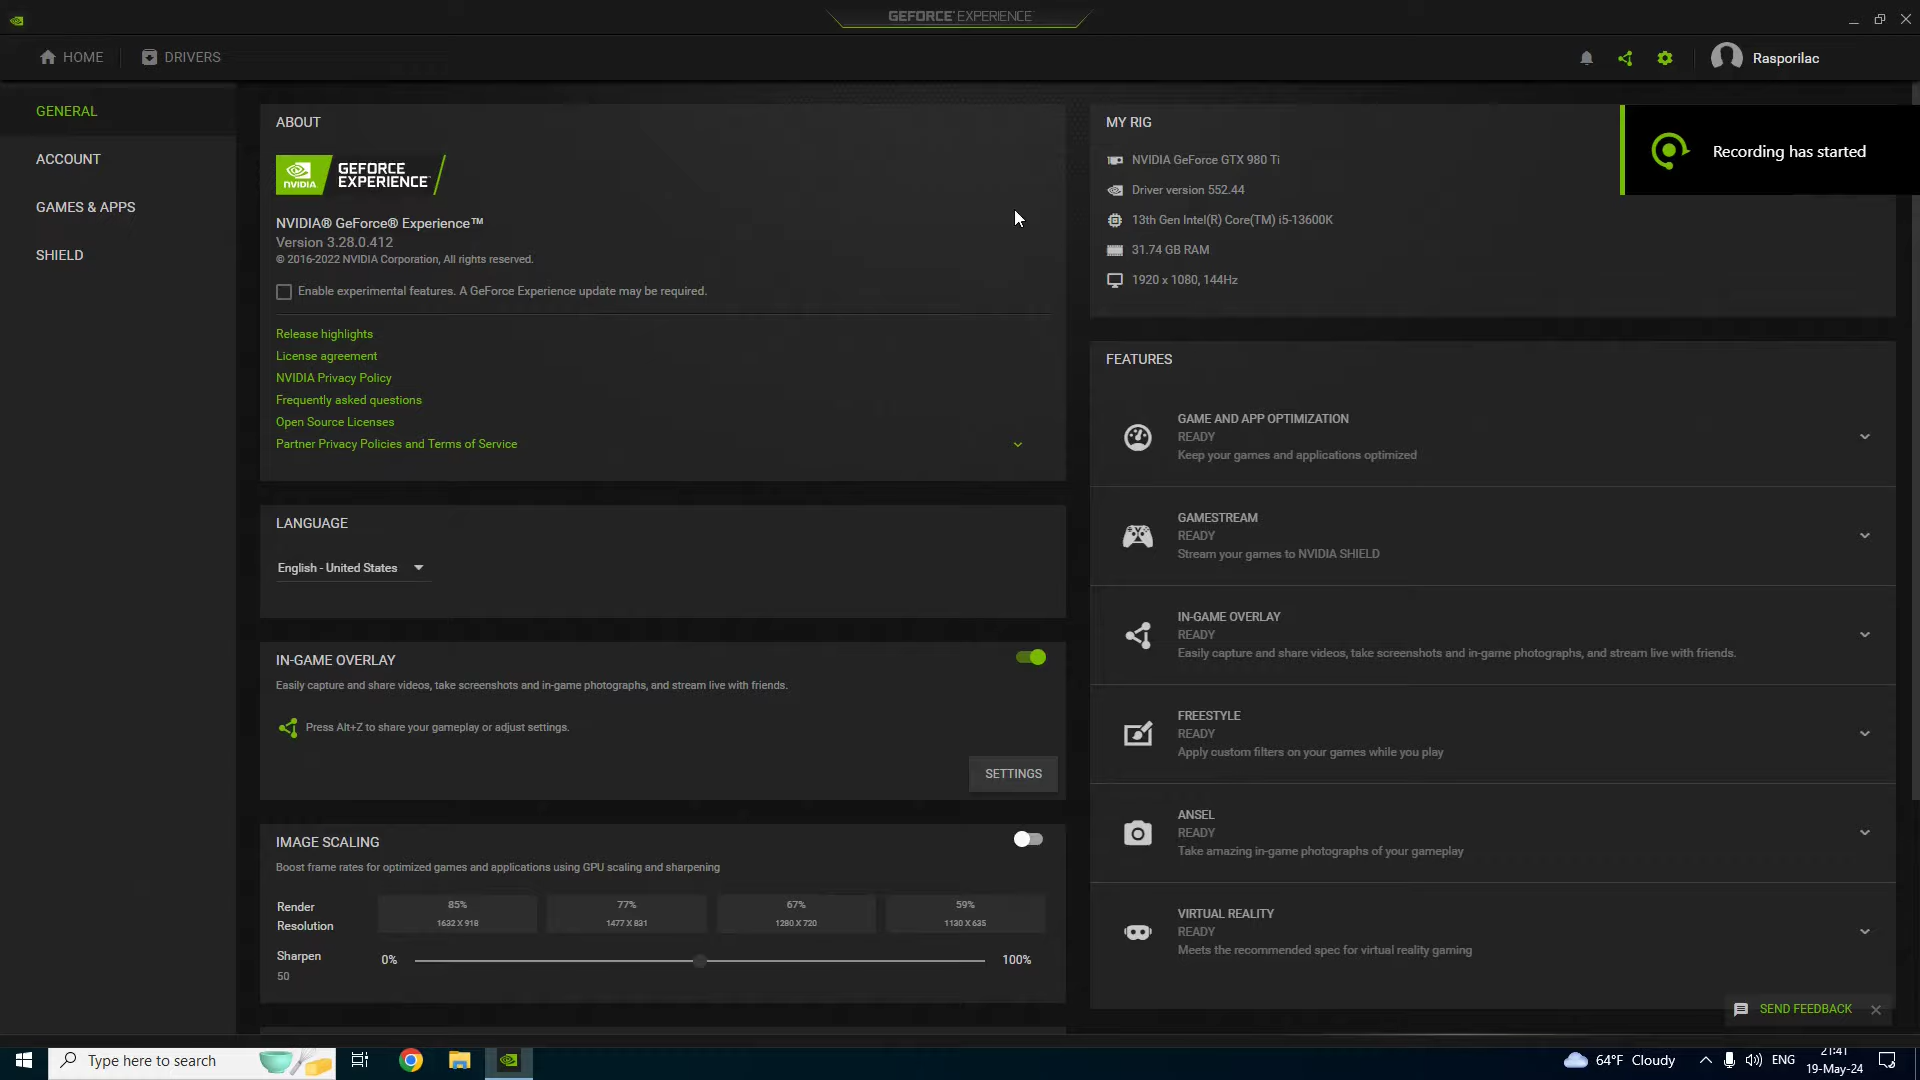 GEFORCE EXPERIENCE
HOME
DRIVERS
Rasporilac
GENERAL
ACCOUNT
GAMES & APPS
SHIELD
ABOUT
NVIDIA. GEFORCE
EXPERIENCE
NVIDIA® GeForce® Experience™
Version 3.28.0.412
© 2016-2022 NVIDIA Corporation, All rights reserved.
Enable experimental features. A GeForce Experience update may be required.
Release highlights
License agreement
NVIDIA Privacy Policy
Frequently asked questions
Open Source Licenses
Partner Privacy Policies and Terms of Service
LANGUAGE
English - United States
IN-GAME OVERLAY
Easily capture and share videos, take screenshots and in-game photographs, and stream live with friends.
Press Alt+Z to share your gameplay or adjust settings.
SETTINGS
IMAGE SCALING
Boost frame rates for optimized games and applications using GPU scaling and sharpening
Render
Resolution
85%
1632 X 918
77%
1477 X 831
67%
1280 X 720
59%
1130 X 635
Sharpen
50
0%
100%
MY RIG
NVIDIA GeForce GTX 980 Ti
Driver version 552.44
13th Gen Intel(R) Core(TM) i5-13600K
31.74 GB RAM
1920 x 1080, 144Hz
Recording has started
FEATURES
GAME AND APP OPTIMIZATION
READY
Keep your games and applications optimized
GAMESTREAM
READY
Stream your games to NVIDIA SHIELD
IN-GAME OVERLAY
READY
Easily capture and share videos, take screenshots and in-game photographs, and stream live with friends.
FREESTYLE
READY
Apply custom filters on your games while you play
ANSEL
READY
Take amazing in-game photographs of your gameplay
VIRTUAL REALITY
READY
Meets the recommended spec for virtual reality gaming
SEND FEEDBACK
Type here to search
64°F Cloudy
ENG
21:41
19-May-24